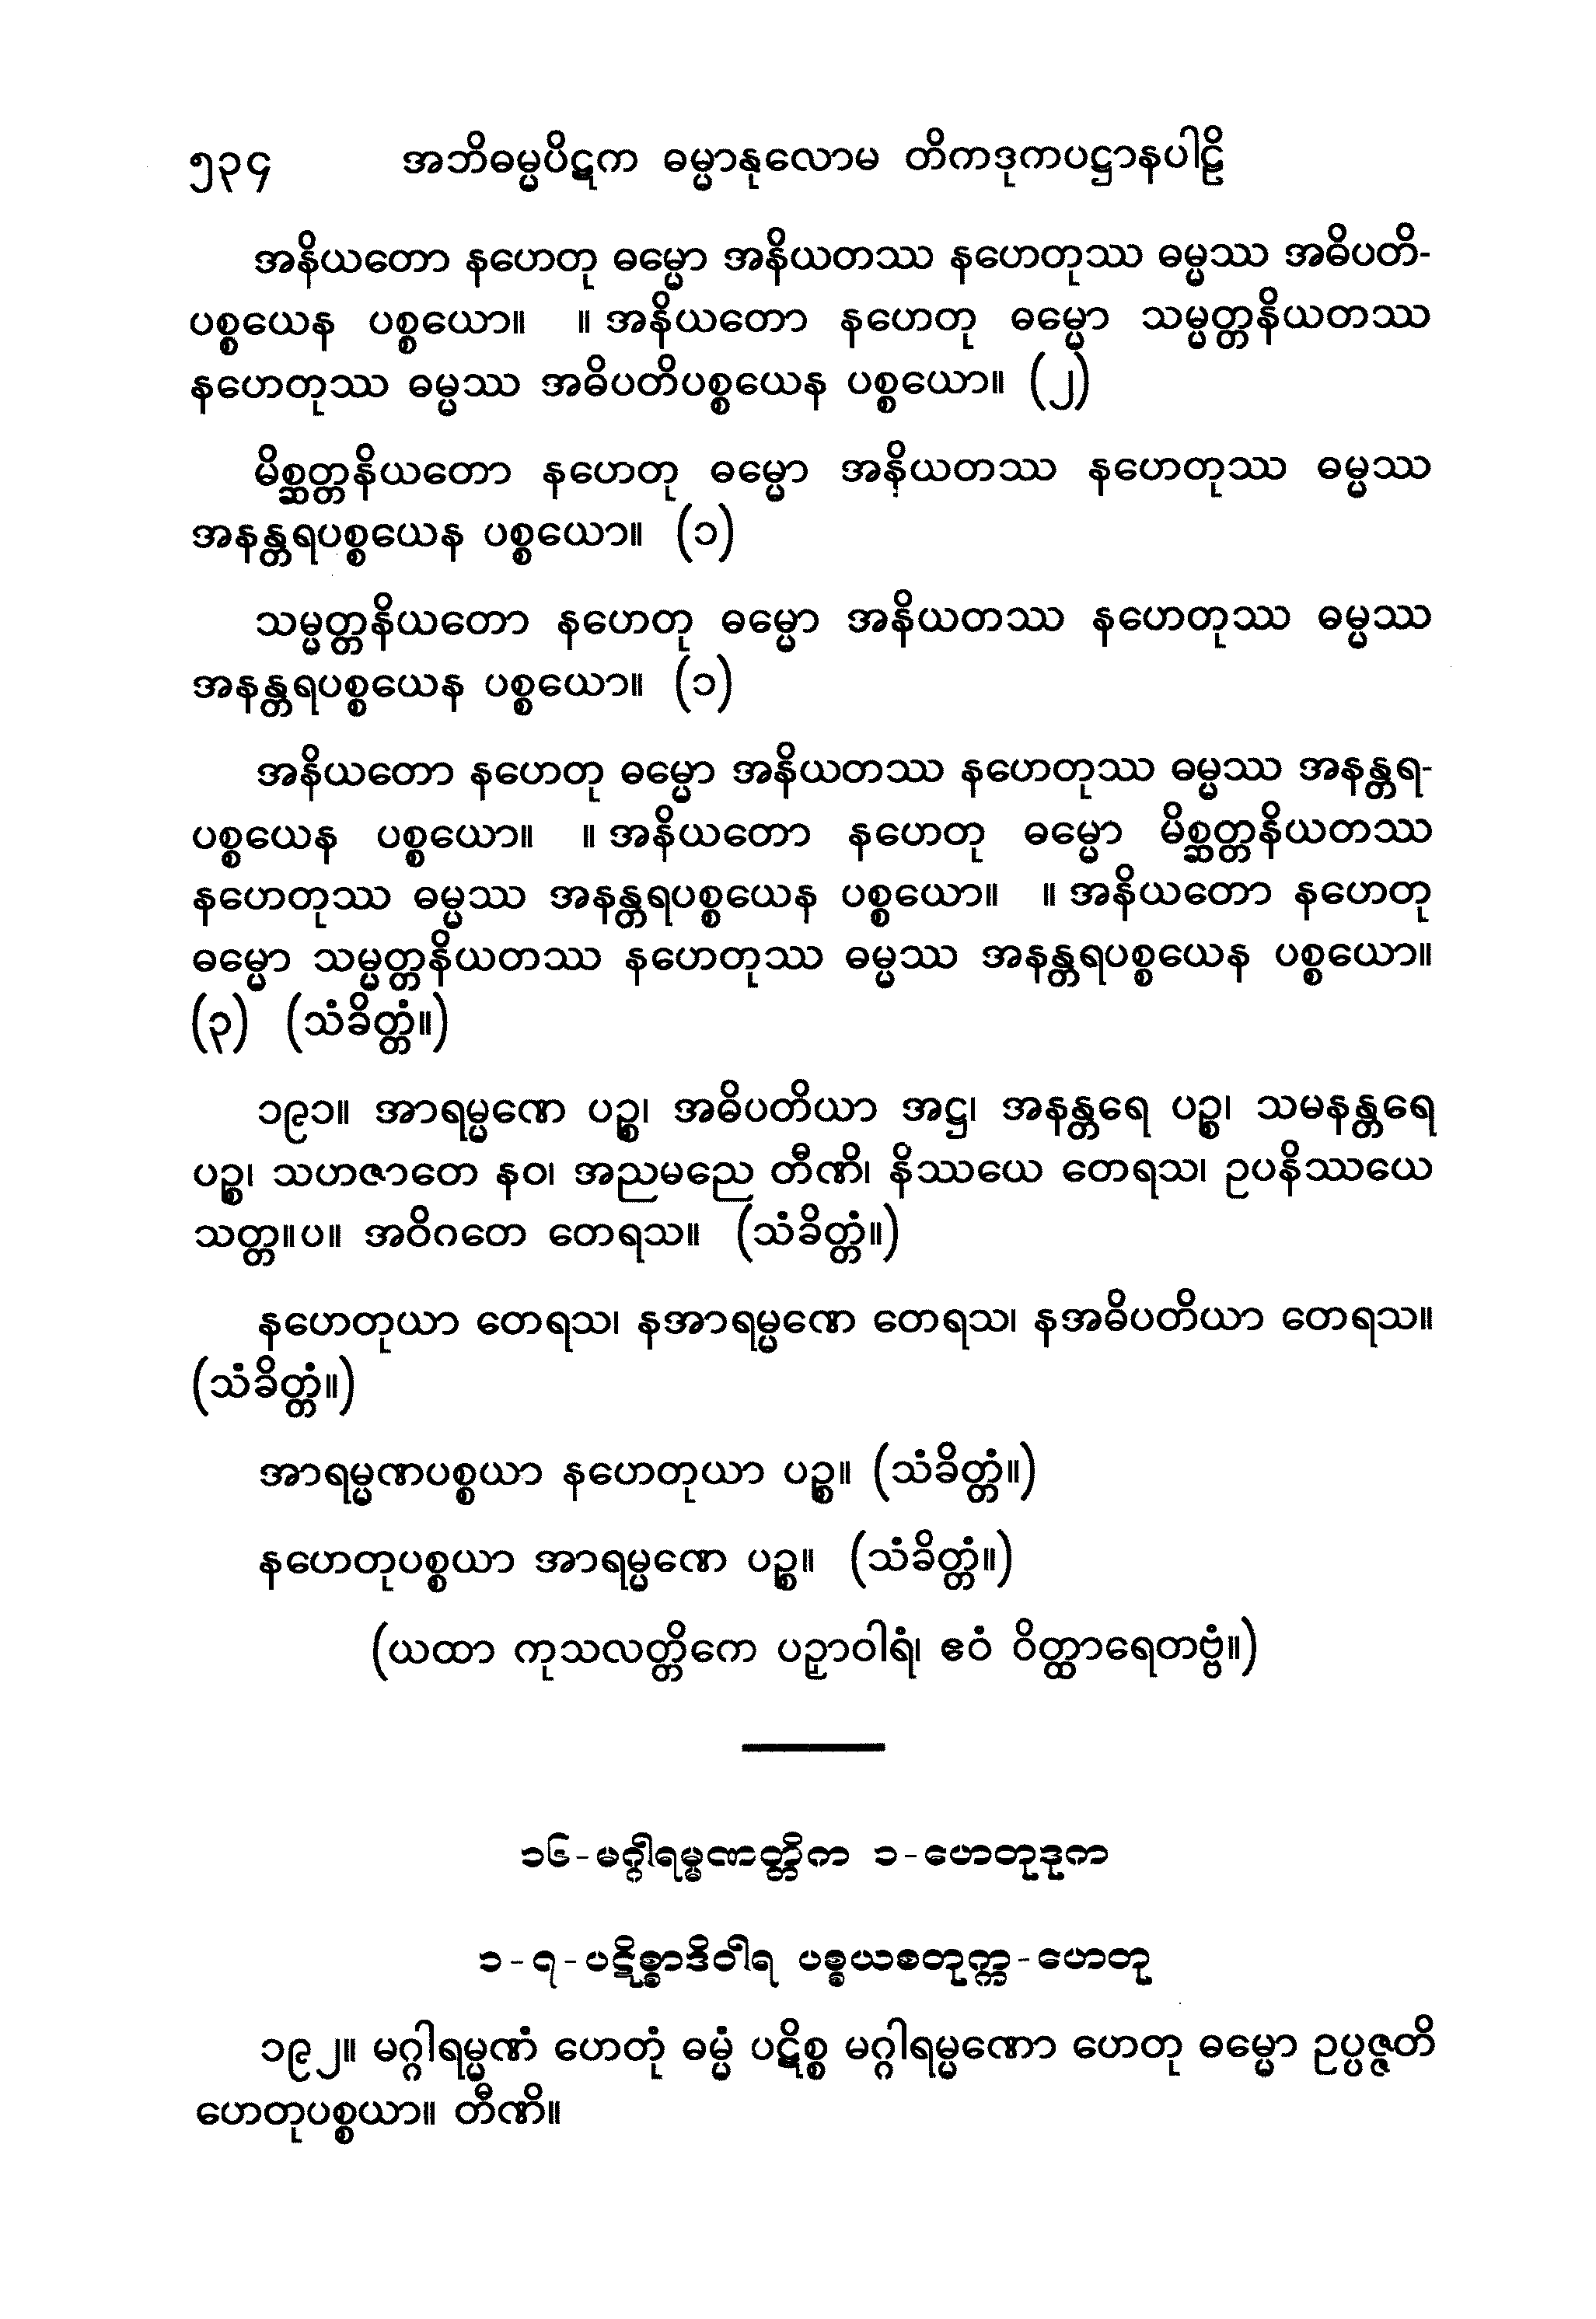 ၅၃၄ အဘိဓမ္မပိဋက ဓမ္မာနုလောမ တိကဒုကပဋ္ဌာနပါဠိ
အနိယတော နဟေတု ဓမ္မော အနိယတဿ နဟေတုဿ ဓမ္မဿ အဓိပတိ-
ပစ္စယေန ပစ္စယော။ ။ အနိယတော နဟေတု ဓမ္မော သမ္မတ္တနိယတဿ
နဟေတုဿ ဓမ္မဿ အဓိပတိပစ္စယေန ပစ္စယော။ (၂)
မိစ္ဆတ္တနိယတော နဟေတု ဓမ္မော အနိယတဿ နဟေတုဿ ဓမ္မဿ
အနန္တရပစ္စယေန ပစ္စယော။ (၁)
သမ္မတ္တနိယတော နဟေတု ဓမ္မော အနိယတဿ နဟေတုဿ ဓမ္မဿ
အနန္တရပစ္စယေန ပစ္စယော။ (၁)
အနိယတော နဟေတု ဓမ္မော အနိယတဿ နဟေတုဿ ဓမ္မဿ အနန္တရ-
ပစ္စယေန ပစ္စယော။ ။ အနိယတော နဟေတု ဓမ္မော မိစ္ဆတ္တနိယတဿ
နဟေတုဿ ဓမ္မဿ အနန္တရပစ္စယေန ပစ္စယော။ ။ အနိယတော နဟေတု
ဓမ္မော သမ္မတ္တနိယတဿ နဟေတုဿ ဓမ္မဿ အနန္တရပစ္စယေန ပစ္စယော။
(၃) (သံခိတ္တံ။)
၁၉၁။ အာရမ္မဏေ ပဉ္စ၊ အဓိပတိယာ အဋ္ဌ၊ အနန္တရေ ပဉ္စ၊ သမနန္တရေ
ပဉ္စ၊ သဟဇာတေ နဝ၊ အညမညေ တီဏိ၊ နိဿယေ တေရသ၊ ဥပနိဿယေ
သတ္တ။ပ။ အဝိဂတေ တေရသ။ (သံခိတ္တံ။)
နဟေတုယာ တေရသ၊ နအာရမ္မဏေ တေရသ၊ နအဓိပတိယာ တေရသ။
(သံခိတ္တံ။)
အာရမ္မဏပစ္စယာ နဟေတုယာ ပဉ္စ။ (သံခိတ္တံ။)
နဟေတုပစ္စယာ အာရမ္မဏေ ပဉ္စ။ (သံခိတ္တံ။)
(ယထာ ကုသလတ္တိကေ ပဉှာဝါရံ၊ ဧဝံ ဝိတ္ထာရေတဗ္ဗံ။)
၁၆-မဂ္ဂါရမ္မဏတ္တိက ၁-ဟေတုဒုက
၁-၇-ပဋိစ္စာဒိဝါရ ပစ္စယစတုက္က-ဟေတု
၁၉၂။ မဂ္ဂါရမ္မဏံ ဟေတုံ ဓမ္မံ ပဋိစ္စ မဂ္ဂါရမ္မဏော ဟေတု ဓမ္မော ဥပ္ပဇ္ဇတိ
ဟေတုပစ္စယာ။ တီဏိ။